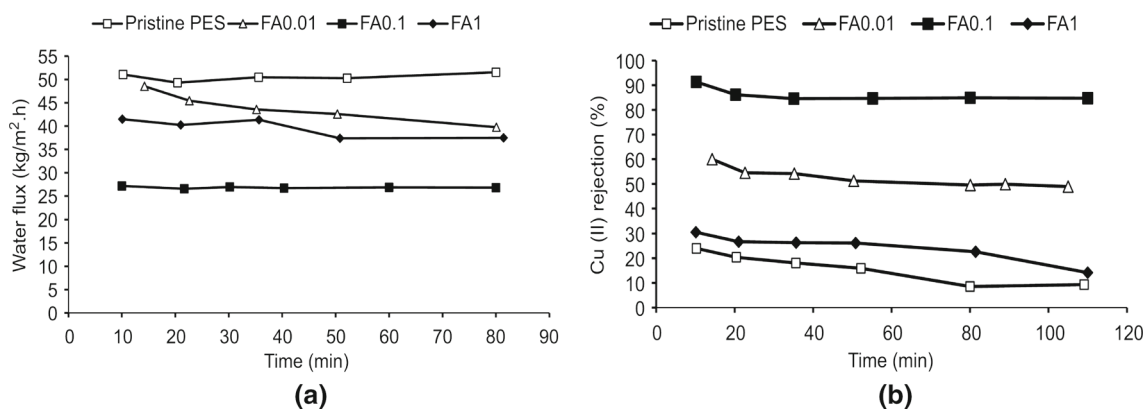 Pristine PES FA0.01 FA0.1 FA1
55
50
45
40
35
30
25
20
15
10
5
0
Water flux (kg/m².h)
0 10 20 30 40 50 60 70 80 90
Time (min)
(a)
Pristine PES FA0.01 FA0.1 FA1
100
90
80
70
60
50
40
30
20
10
0
Cu (II) rejection (%)
0 20 40 60 80 100 120
Time (min)
(b)